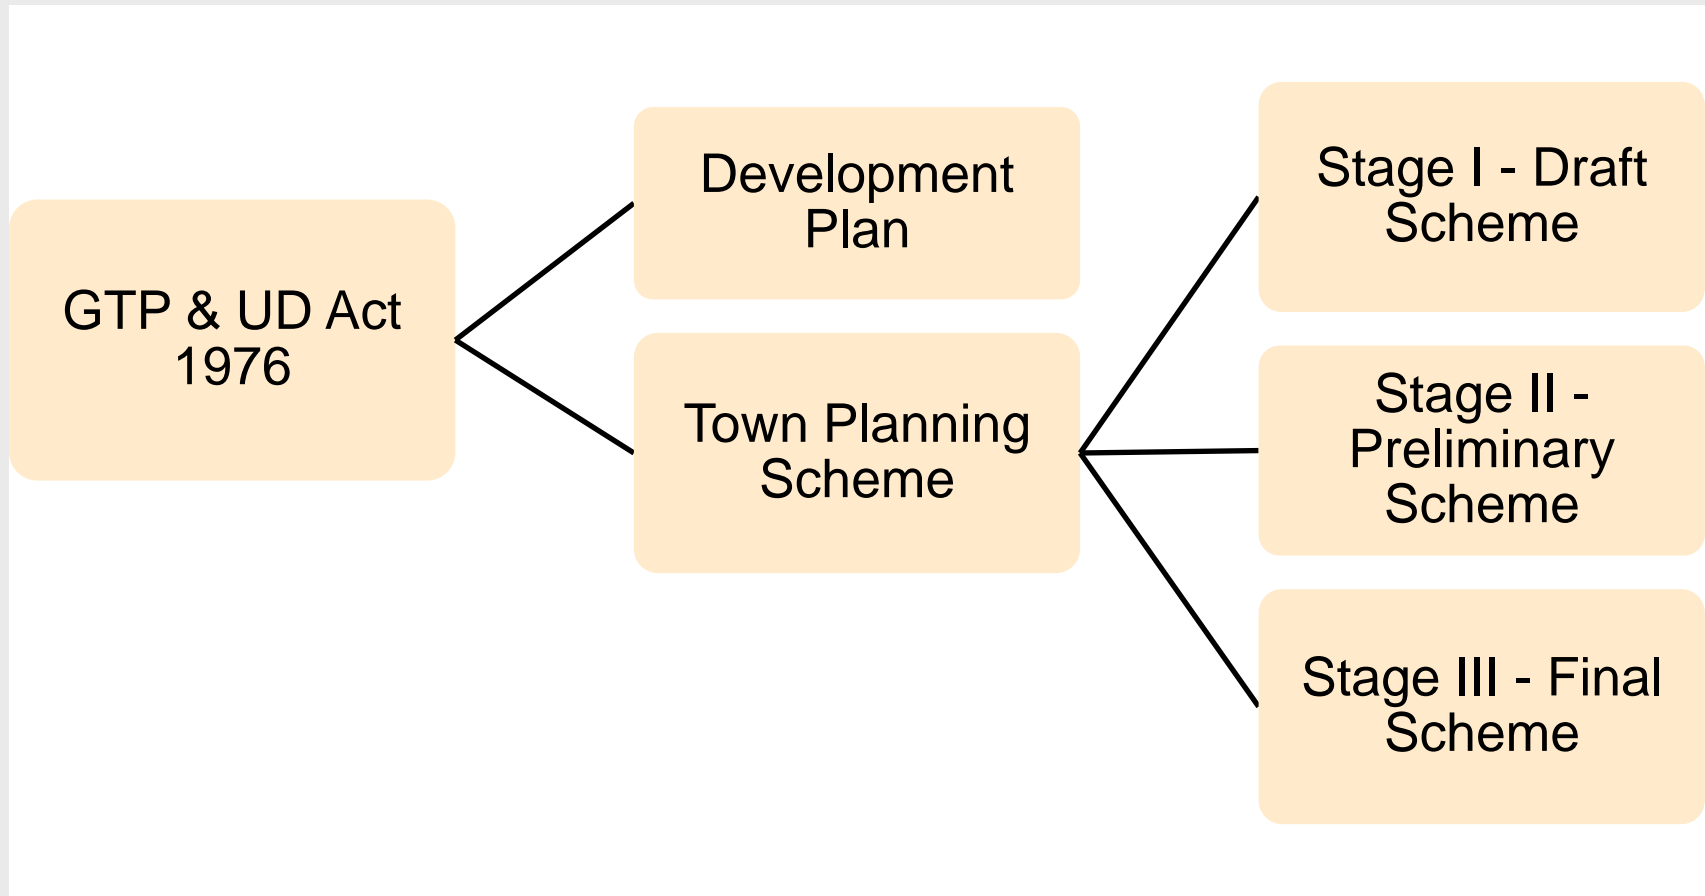 GTP & UD Act
1976
Development
Plan
Town Planning
Scheme
Stage I - Draft
Scheme
Stage II -
Preliminary
Scheme
Stage III - Final
Scheme